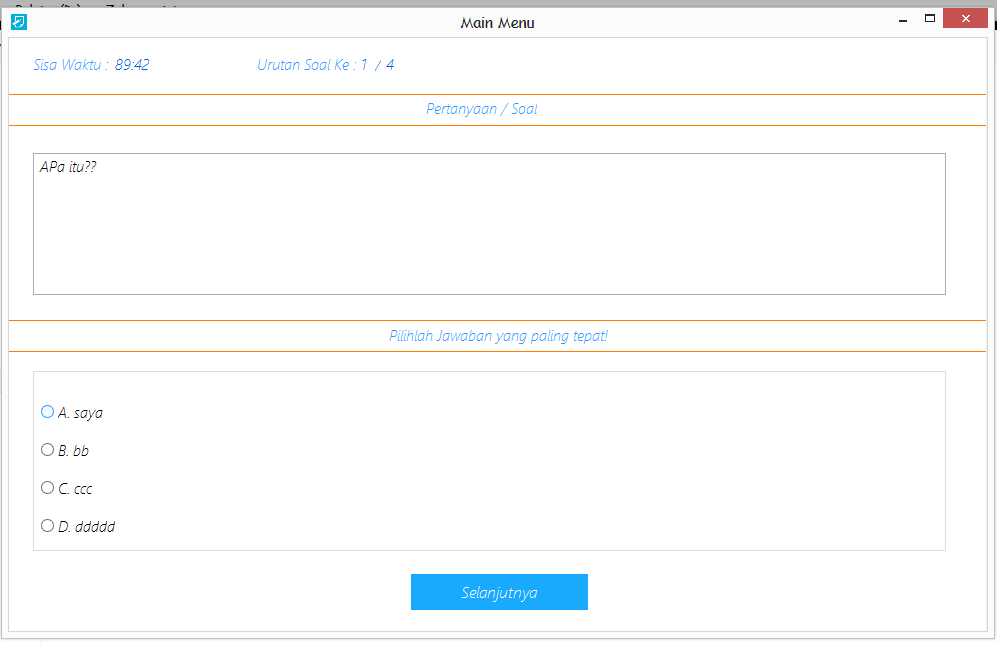 Main Menu
Sisa Waktu : 89:42 Urutan Soal Ke : 1 / 4
Pertanyaan / Soal
APa itu??
Pilihlah Jawaban yang paling tepat!
A. saya
B. bb
C. ccc
D. ddddd
Selanjutnya